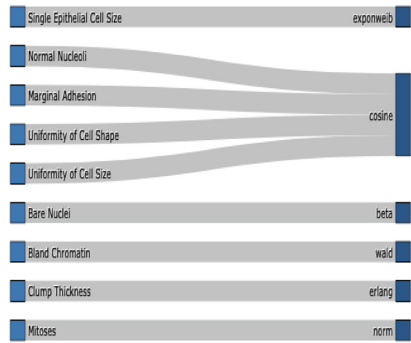 Single Epithelial Cell Size exponweib
Normal Nucleoli
Marginal Adhesion
cosine
Uniformity of Cell Shape
Uniformity of Cell Size
Bare Nuclei beta
Bland Chromatin wald
Clump Thickness erlang
Mitoses norm